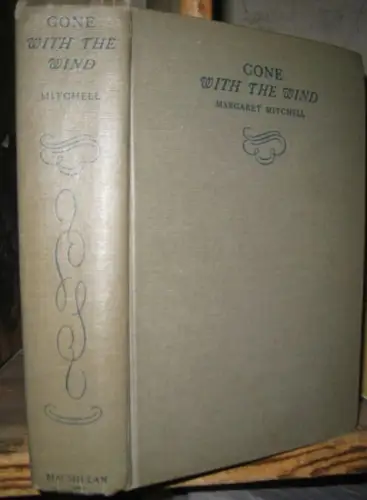 GONE
WITH THE
WIND
MITCHELL
MACMILLAN
GONE
WITH THE WIND
MARGARET MITCHELL